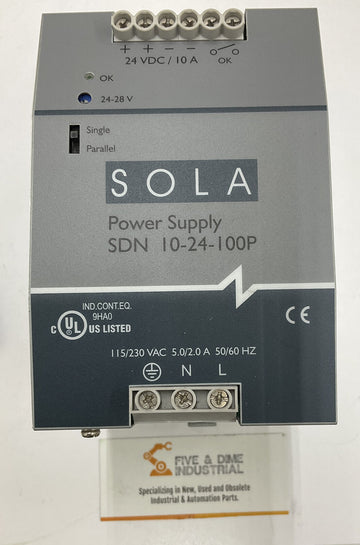 + + − −
24 VDC / 10 A OK
OK
24-28 V
Single
Parallel
SOLA
Power Supply
SDN 10-24-100P
IND.CONT.EQ.
9HA0
C UL US LISTED
CE
115/230 VAC 5.0/2.0 A 50/60 HZ
N L
FIVE & DIME
INDUSTRIAL
Specializing in New, Used and Obsolete
Industrial & Automation Parts.